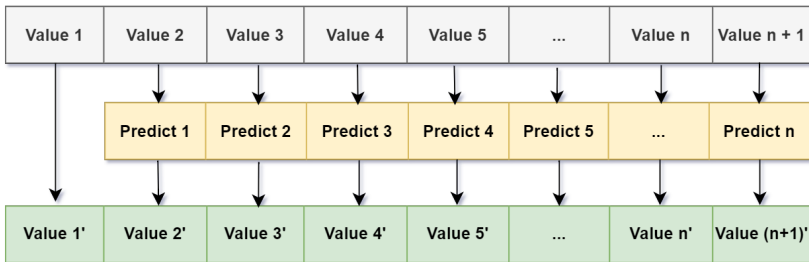 Value 1 Value 2 Value 3 Value 4 Value 5 ... Value n Value n + 1
Predict 1 Predict 2 Predict 3 Predict 4 Predict 5 ... Predict n
Value 1' Value 2' Value 3' Value 4' Value 5' ... Value n' Value (n+1)'